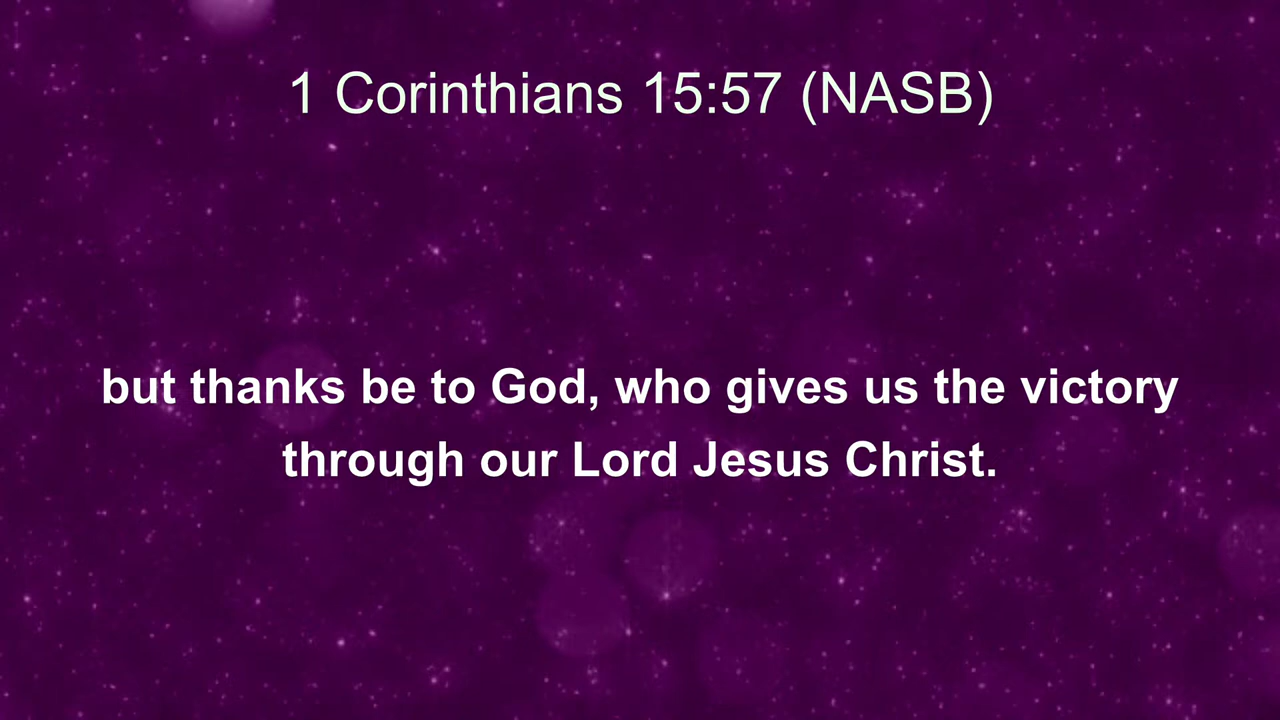 1 Corinthians 15:57 (NASB)
but thanks be to God, who gives us the victory
through our Lord Jesus Christ.